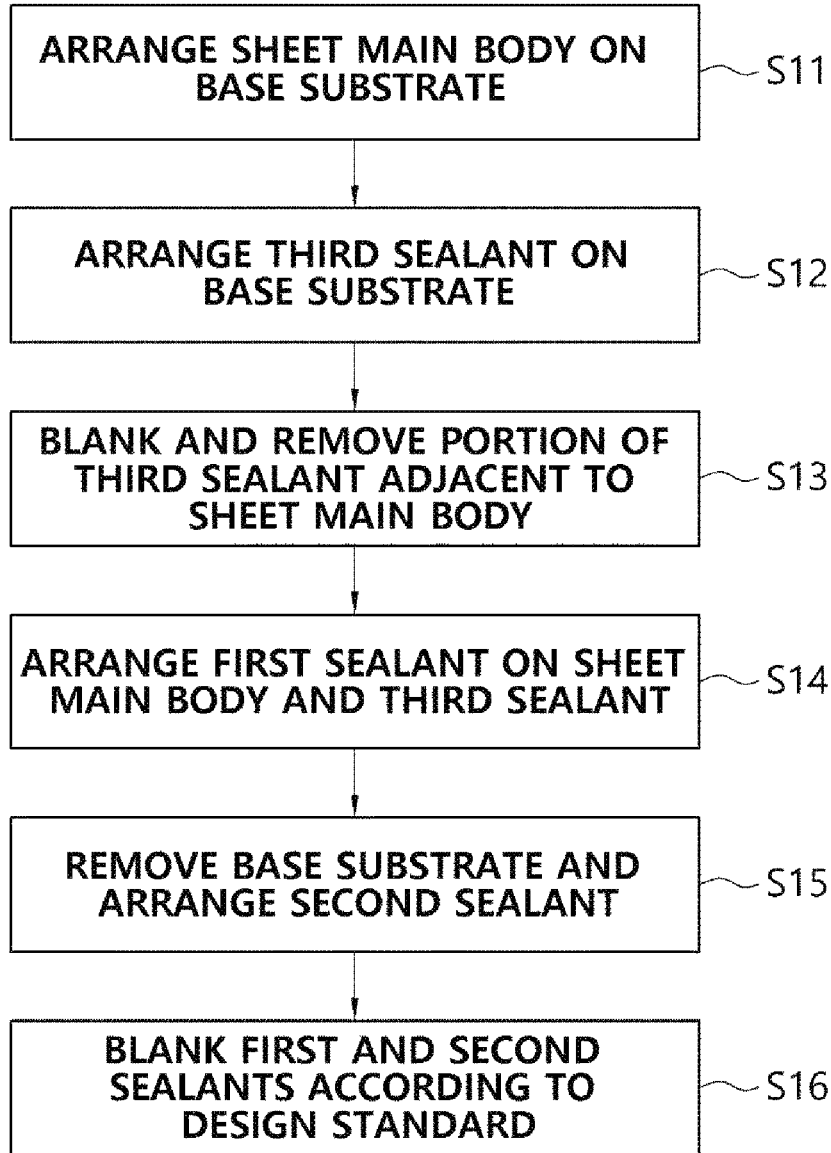 ARRANGE SHEET MAIN BODY ON
BASE SUBSTRATE
S11
ARRANGE THIRD SEALANT ON
BASE SUBSTRATE
S12
BLANK AND REMOVE PORTION OF
THIRD SEALANT ADJACENT TO
SHEET MAIN BODY
S13
ARRANGE FIRST SEALANT ON SHEET
MAIN BODY AND THIRD SEALANT
S14
REMOVE BASE SUBSTRATE AND
ARRANGE SECOND SEALANT
S15
BLANK FIRST AND SECOND
SEALANTS ACCORDING TO
DESIGN STANDARD
S16